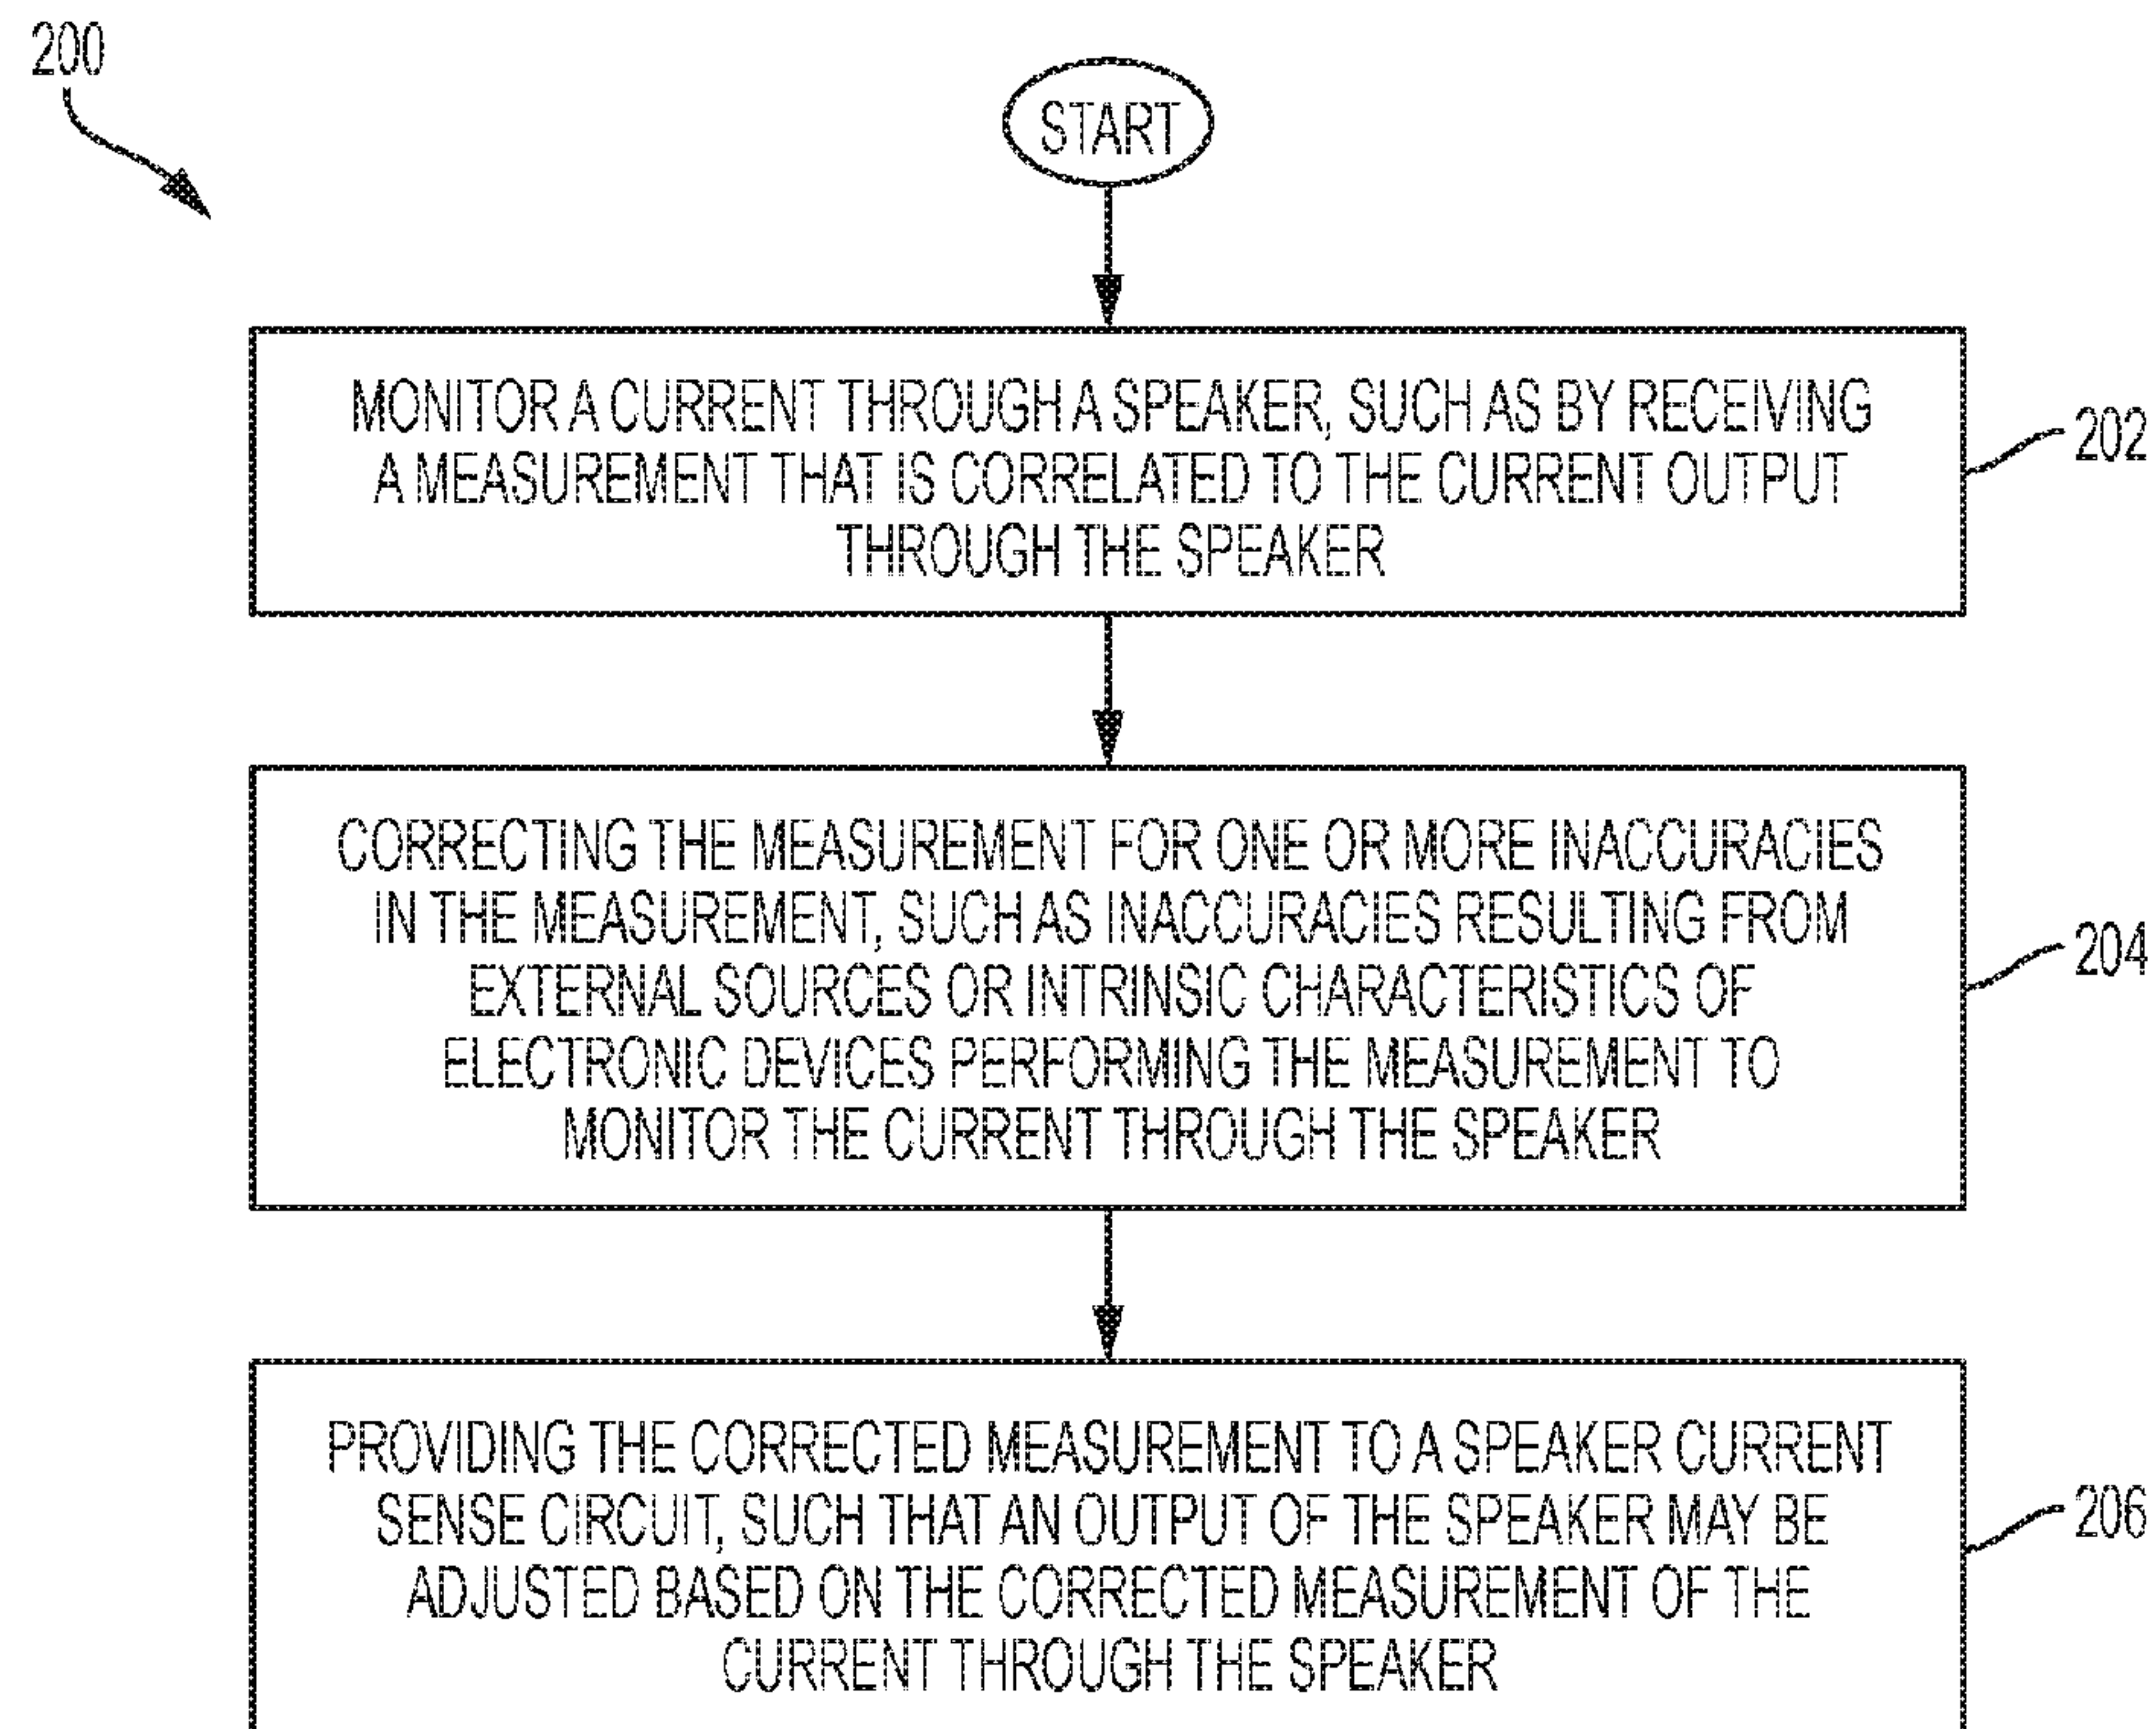 200
START
MONITOR A CURRENT THROUGH A SPEAKER, SUCH AS BY RECEIVING
A MEASUREMENT THAT IS CORRELATED TO THE CURRENT OUTPUT
THROUGH THE SPEAKER
202
CORRECTING THE MEASUREMENT FOR ONE OR MORE INACCURACIES
IN THE MEASUREMENT, SUCH AS INACCURACIES RESULTING FROM
EXTERNAL SOURCES OR INTRINSIC CHARACTERISTICS OF
ELECTRONIC DEVICES PERFORMING THE MEASUREMENT TO
MONITOR THE CURRENT THROUGH THE SPEAKER
204
PROVIDING THE CORRECTED MEASUREMENT TO A SPEAKER CURRENT
SENSE CIRCUIT, SUCH THAT AN OUTPUT OF THE SPEAKER MAY BE
ADJUSTED BASED ON THE CORRECTED MEASUREMENT OF THE
CURRENT THROUGH THE SPEAKER
206